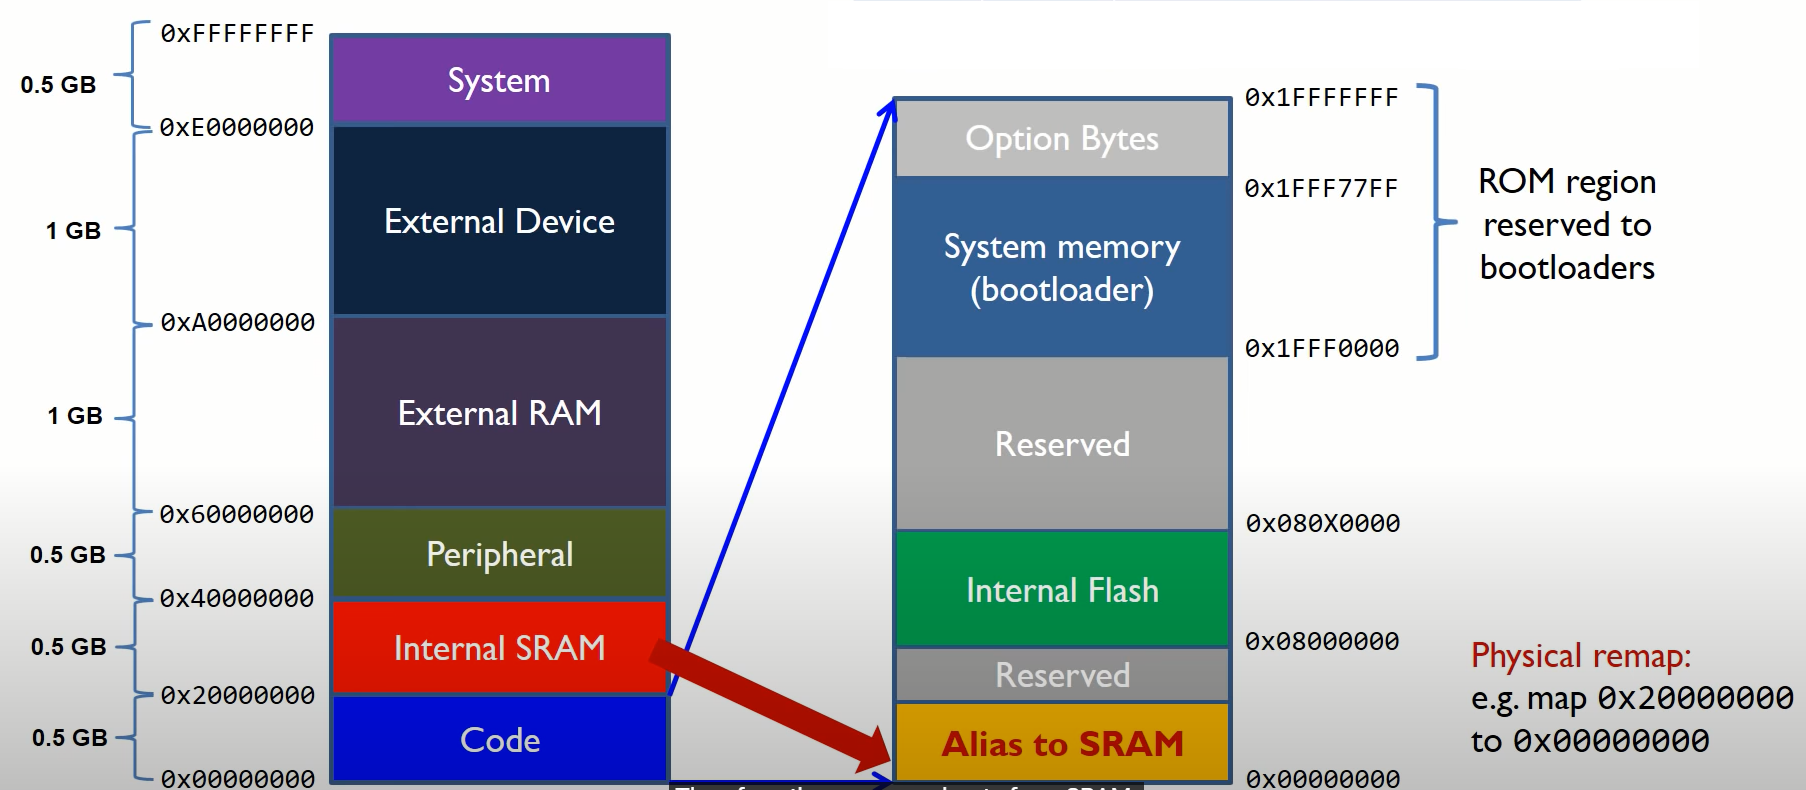 0xFFFFFFFF
0.5 GB
System
0xE0000000
1 GB
External Device
0xA0000000
1 GB
External RAM
0x60000000
0.5 GB
Peripheral
0x40000000
0.5 GB
Internal SRAM
0x20000000
0.5 GB
Code
0x00000000
0x1FFFFFFF
Option Bytes
0x1FFF77FF
System memory
(bootloader)
0x1FFF0000
ROM region
reserved to
bootloaders
Reserved
0x080X0000
Internal Flash
0x08000000
Reserved
Alias to SRAM
0x00000000
Physical remap:
e.g. map 0x20000000
to 0x00000000